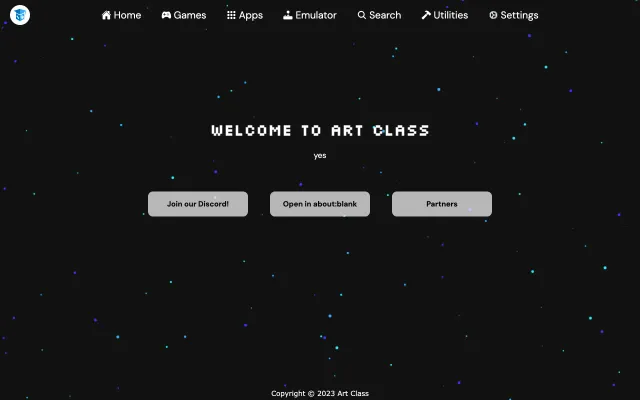 Home Games Apps Emulator Search Utilities Settings
WELCOME TO ART CLASS
yes
Join our Discord! Open in about:blank Partners
Copyright © 2023 Art Class